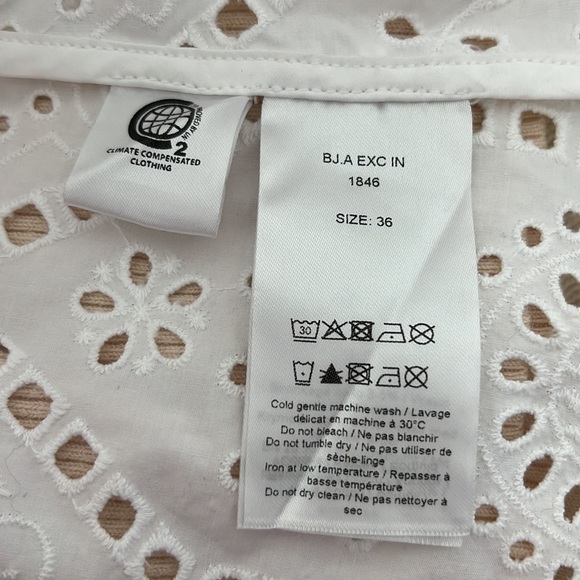 2
CLIMATE COMPENSATED
CLOTHING
BJ.A EXC IN
1846
SIZE: 36
30
Cold gentle machine wash / Lavage
délicat en machine à 30°C
Do not bleach / Ne pas blanchir
Do not tumble dry / Ne pas utiliser de
sèche-linge
Iron at low temperature / Repasser à
basse température
Do not dry clean / Ne pas nettoyer à
sec